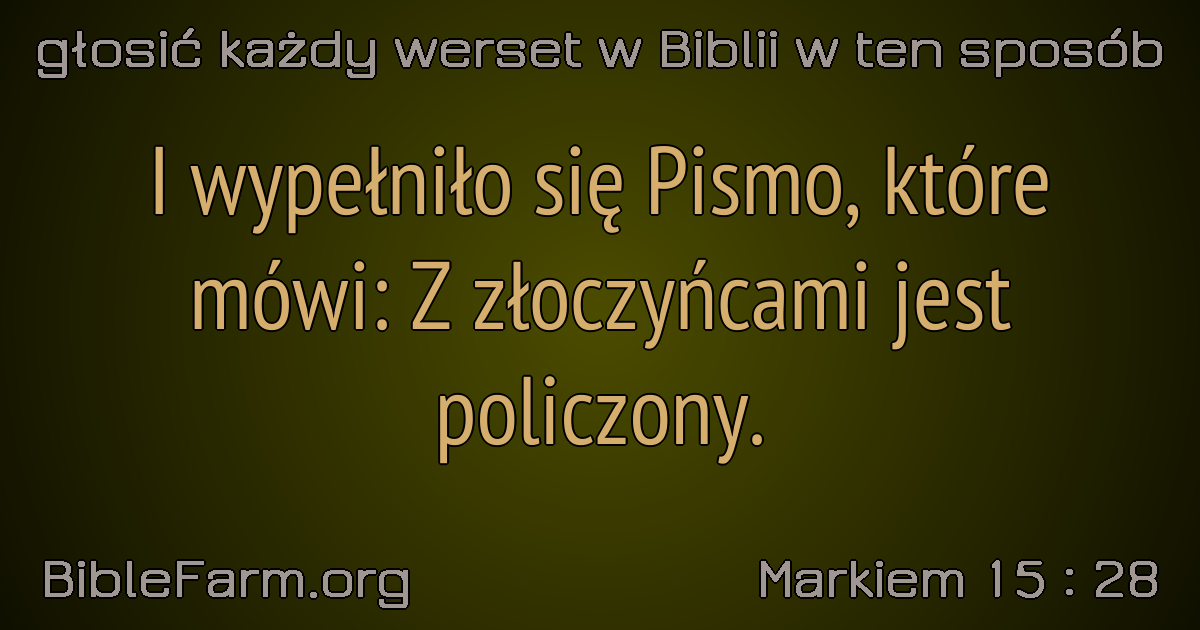 głosić każdy werset w Biblii w ten sposób
I wypełniło się Pismo, które
mówi: Z złoczyńcami jest
policzony.
BibleFarm.org
Markiem 15 : 28